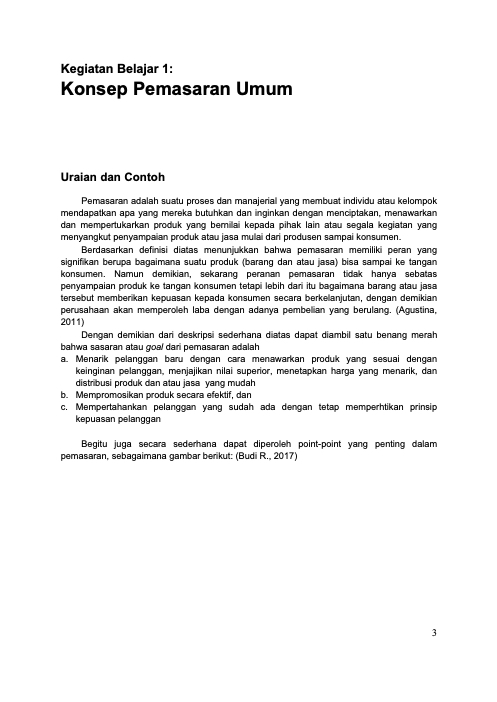 Kegiatan Belajar 1:
Konsep Pemasaran Umum
Uraian dan Contoh
Pemasaran adalah suatu proses dan manajerial yang membuat individu atau kelompok
mendapatkan apa yang mereka butuhkan dan inginkan dengan menciptakan, menawarkan
dan mempertukarkan produk yang bernilai kepada pihak lain atau segala kegiatan yang
menyangkut penyampaian produk atau jasa mulai dari produsen sampai konsumen.
Berdasarkan definisi diatas menunjukkan bahwa pemasaran memiliki peran yang
signifikan berupa bagaimana suatu produk (barang dan atau jasa) bisa sampai ke tangan
konsumen. Namun demikian, sekarang peranan pemasaran tidak hanya sebatas
penyampaian produk ke tangan konsumen tetapi lebih dari itu bagaimana barang atau jasa
tersebut memberikan kepuasan kepada konsumen secara berkelanjutan, dengan demikian
perusahaan akan memperoleh laba dengan adanya pembelian yang berulang. (Agustina,
2011)
Dengan demikian dari deskripsi sederhana diatas dapat diambil satu benang merah
bahwa sasaran atau goal dari pemasaran adalah
a. Menarik pelanggan baru dengan cara menawarkan produk yang sesuai dengan
keinginan pelanggan, menjajikan nilai superior, menetapkan harga yang menarik, dan
distribusi produk dan atau jasa yang mudah
b. Mempromosikan produk secara efektif, dan
c. Mempertahankan pelanggan yang sudah ada dengan tetap memperhtikan prinsip
kepuasan pelanggan
Begitu juga secara sederhana dapat diperoleh point-point yang penting dalam
pemasaran, sebagaimana gambar berikut: (Budi R., 2017)
3